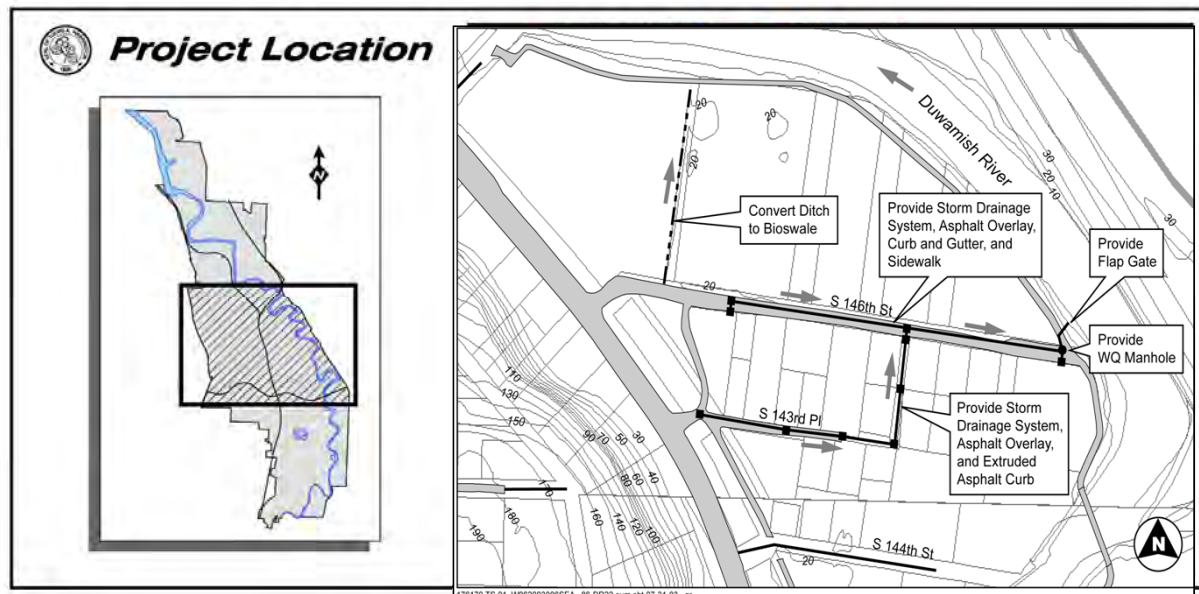 Project Location
N
Duwamish River
20
20
20
20
30
20
10
30
Convert Ditch
to Bioswale
Provide Storm Drainage
System, Asphalt Overlay,
Curb and Gutter, and
Sidewalk
Provide
Flap Gate
20
S 146th St
Provide
WQ Manhole
S 143rd Pl
Provide Storm
Drainage System,
Asphalt Overlay,
and Extruded
Asphalt Curb
110
130
150
90
70
50
30
40
60
80
100
120
140
160
170
180
190
S 144th St
20
N